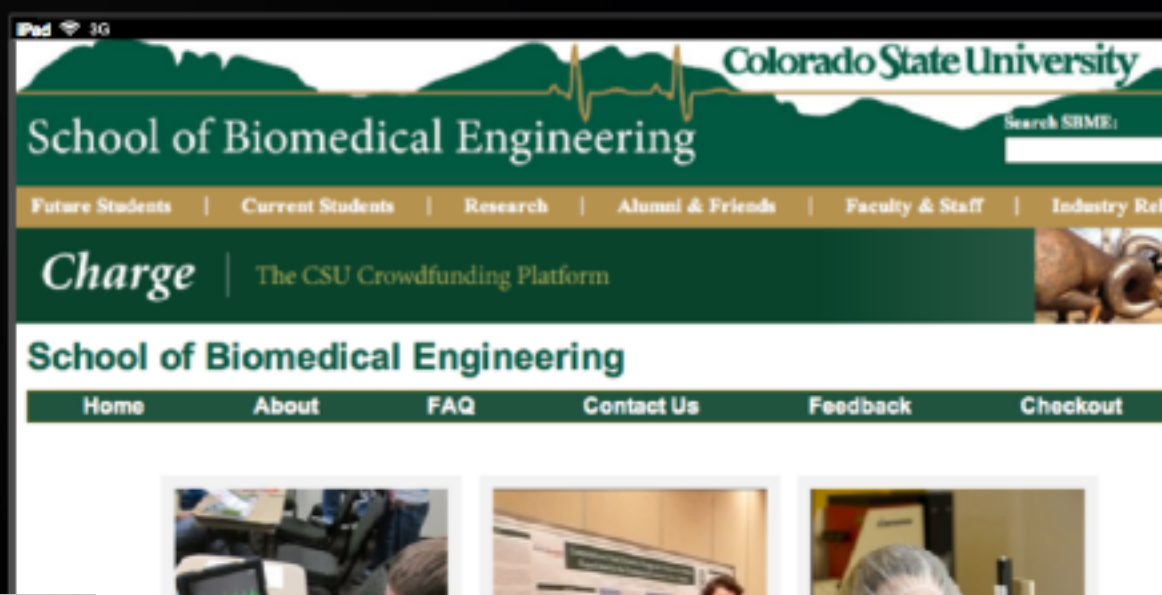 iPad 3G
Colorado State University
School of Biomedical Engineering
Search SBME:
Future Students | Current Students | Research | Alumni & Friends | Faculty & Staff | Industry Rel
Charge | The CSU Crowdfunding Platform
School of Biomedical Engineering
Home About FAQ Contact Us Feedback Checkout